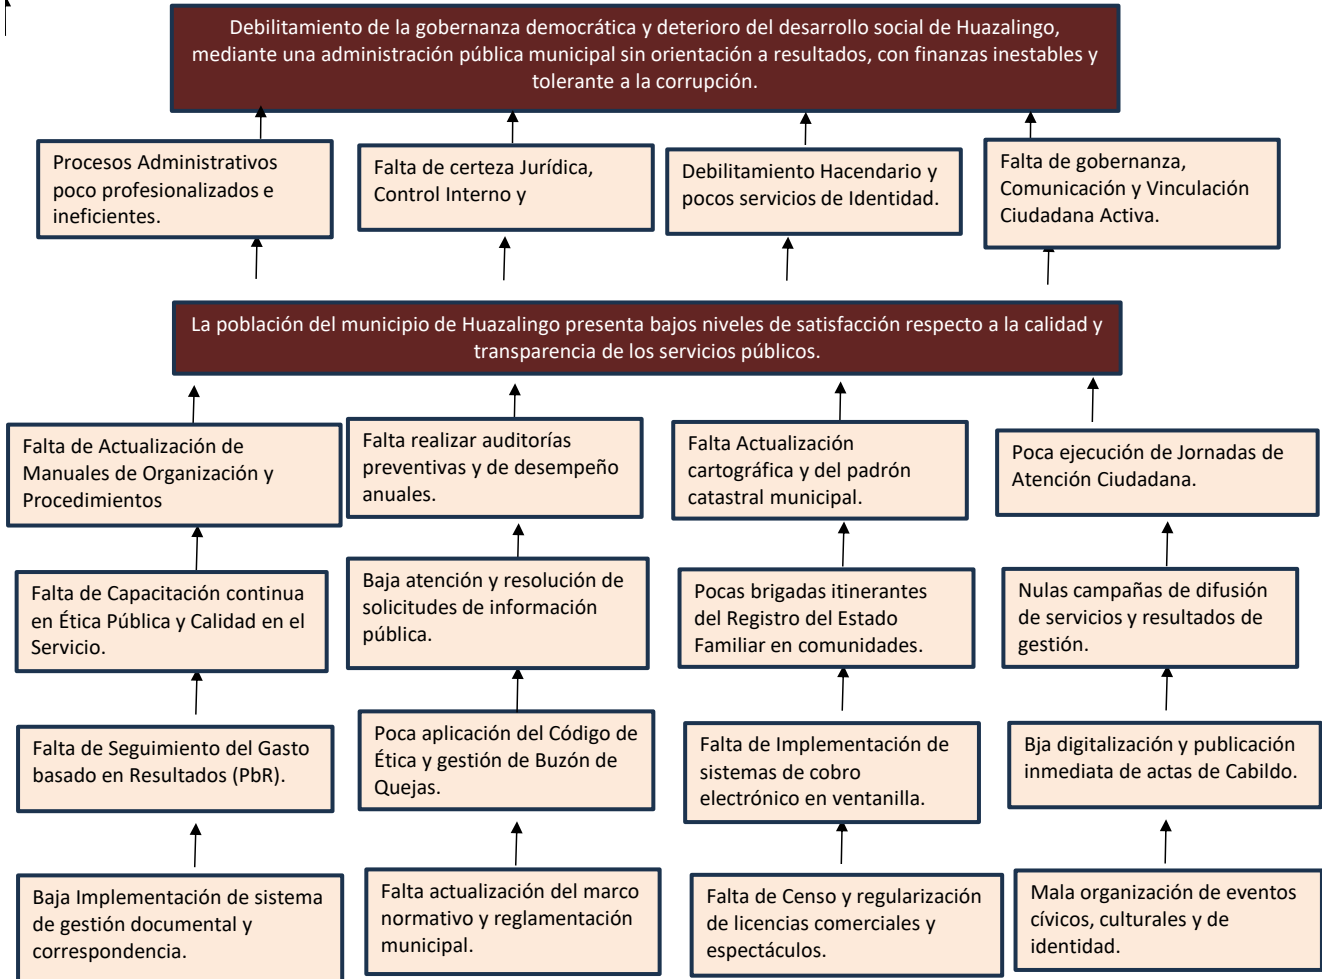 Debilitamiento de la gobernanza democrática y deterioro del desarrollo social de Huazalingo,
mediante una administración pública municipal sin orientación a resultados, con finanzas inestables y
tolerante a la corrupción.
Procesos Administrativos
poco profesionalizados e
ineficientes.
Falta de certeza Jurídica,
Control Interno y
Debilitamiento Hacendario y
pocos servicios de Identidad.
Falta de gobernanza,
Comunicación y Vinculación
Ciudadana Activa.
La población del municipio de Huazalingo presenta bajos niveles de satisfacción respecto a la calidad y
transparencia de los servicios públicos.
Falta de Actualización de
Manuales de Organización y
Procedimientos
Falta realizar auditorías
preventivas y de desempeño
anuales.
Falta Actualización
cartográfica y del padrón
catastral municipal.
Poca ejecución de Jornadas de
Atención Ciudadana.
Falta de Capacitación continua
en Ética Pública y Calidad en el
Servicio.
Baja atención y resolución de
solicitudes de información
pública.
Pocas brigadas itinerantes
del Registro del Estado
Familiar en comunidades.
Nulas campañas de difusión
de servicios y resultados de
gestión.
Falta de Seguimiento del Gasto
basado en Resultados (PbR).
Poca aplicación del Código de
Ética y gestión de Buzón de
Quejas.
Falta de Implementación de
sistemas de cobro
electrónico en ventanilla.
Bja digitalización y publicación
inmediata de actas de Cabildo.
Baja Implementación de sistema
de gestión documental y
correspondencia.
Falta actualización del marco
normativo y reglamentación
municipal.
Falta de Censo y regularización
de licencias comerciales y
espectáculos.
Mala organización de eventos
cívicos, culturales y de
identidad.